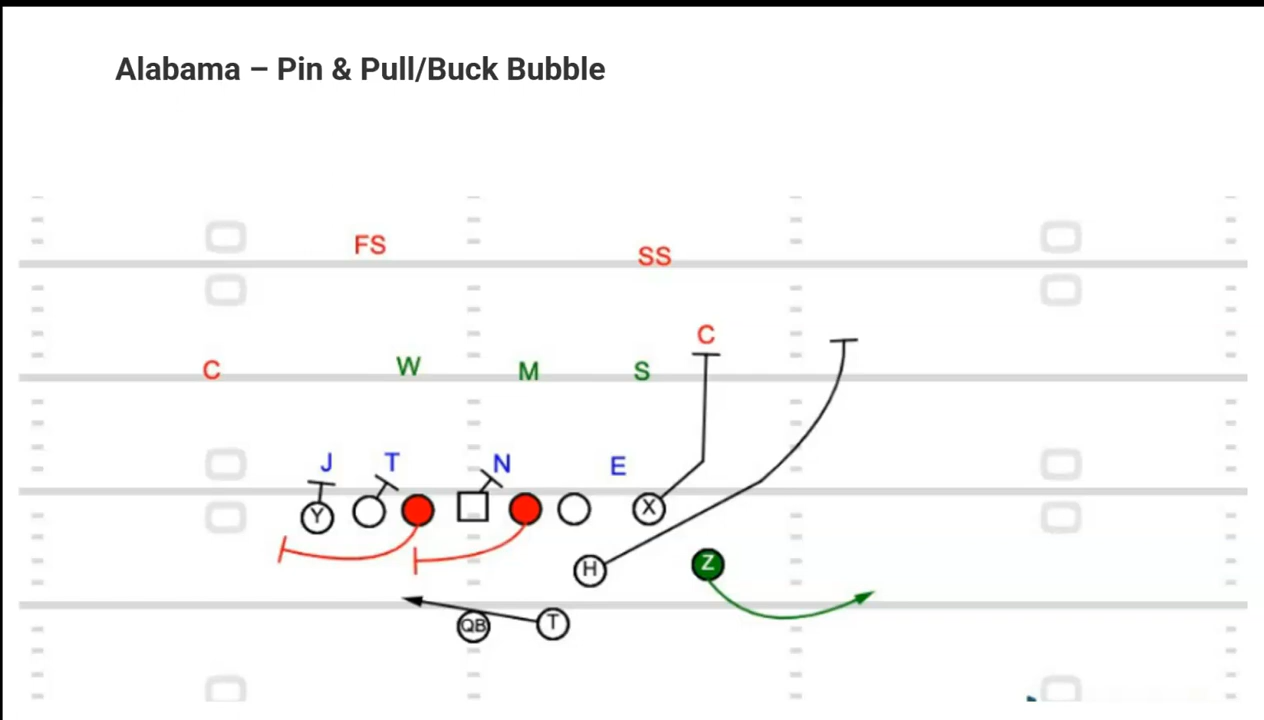 Alabama – Pin & Pull/Buck Bubble
FS
SS
C
C
W
M
S
J
T
N
E
Y
X
H
Z
QB
T